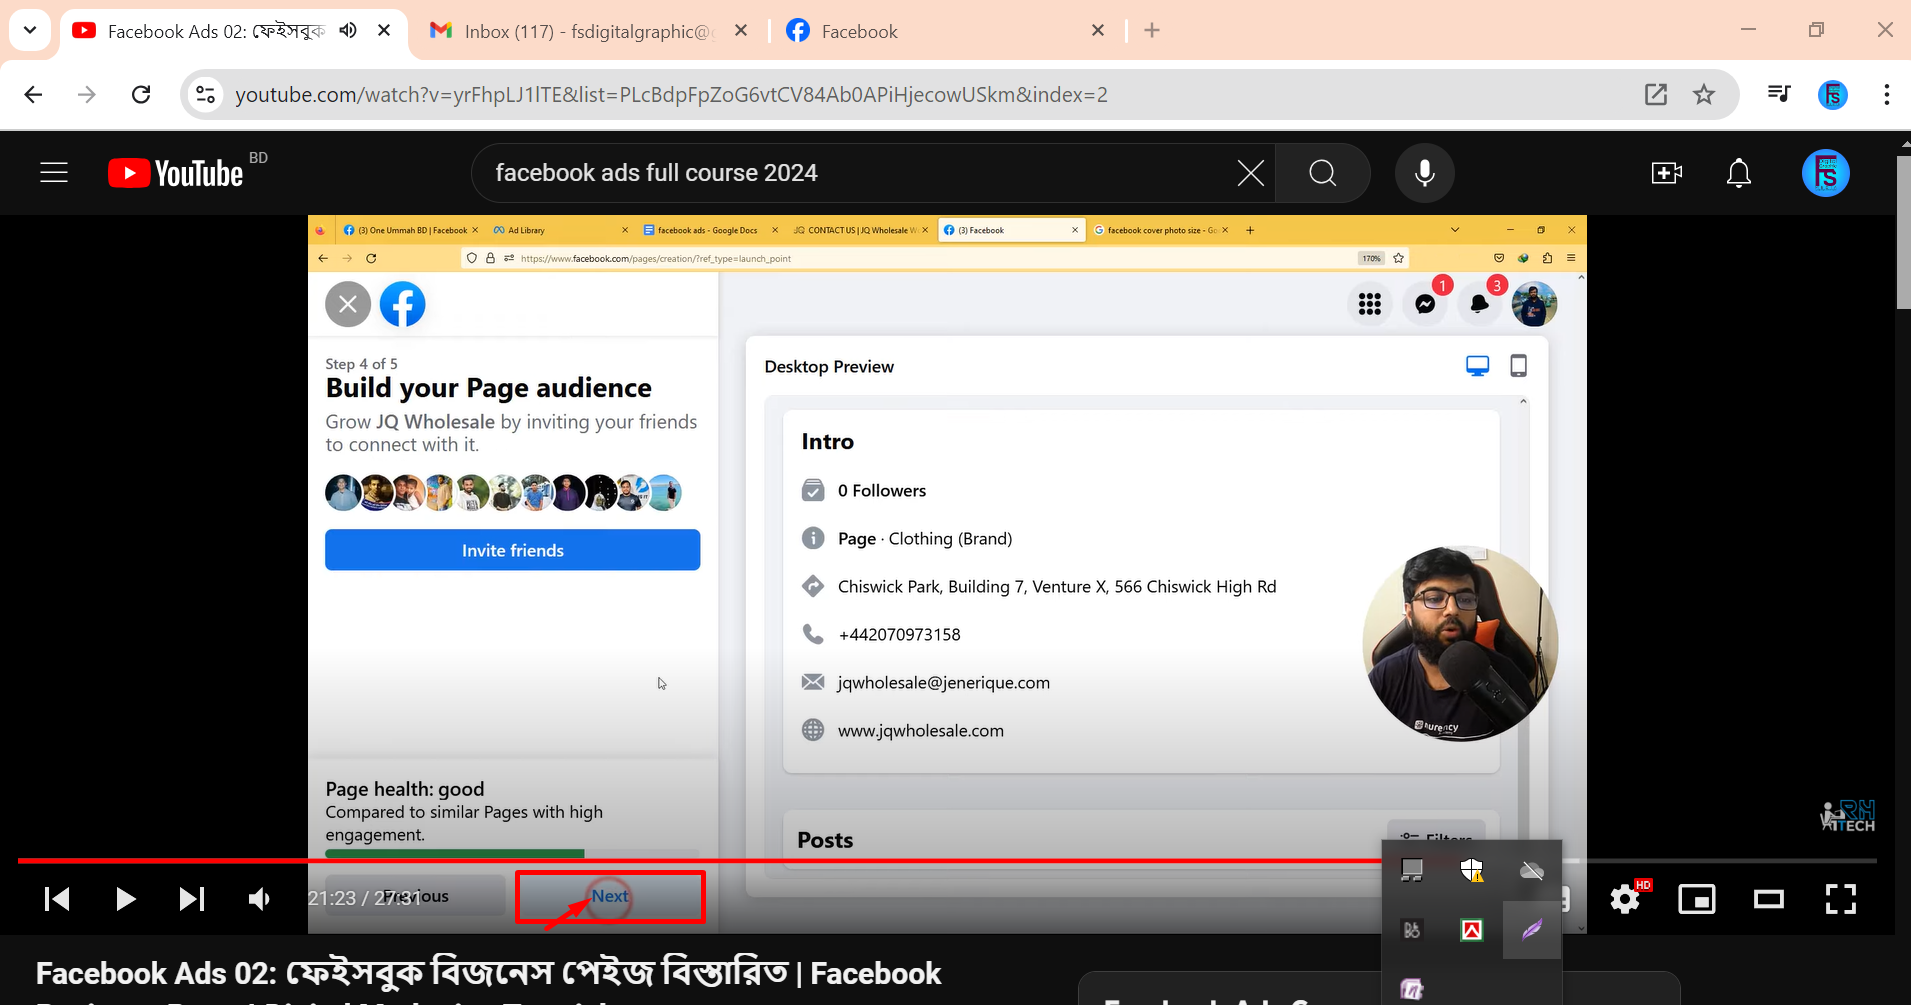 Facebook Ads 02: ফেইসবুক
Inbox (117) - fsdigitalgraphic@g
Facebook
youtube.com/watch?v=yrFhpLJ1lTE&list=PLcBdpFpZoG6vtCV84Ab0APiHjecowUSkm&index=2
YouTube BD
facebook ads full course 2024
(3) One Ummah BD | Facebook
Ad Library
facebook ads - Google Docs
CONTACT US | JQ Wholesale W
(3) Facebook
facebook cover photo size - Go
https://www.facebook.com/pages/creation/?ref_type=launch_point
170%
1
3
Step 4 of 5
Build your Page audience
Grow JQ Wholesale by inviting your friends
to connect with it.
Invite friends
Desktop Preview
Intro
0 Followers
Page · Clothing (Brand)
Chiswick Park, Building 7, Venture X, 566 Chiswick High Rd
+442070973158
jqwholesale@jenerique.com
www.jqwholesale.com
Page health: good
Compared to similar Pages with high
engagement.
Posts
Filters
RH
ITECH
21:23 / 27:31
Previous
Next
HD
Facebook Ads 02: ফেইসবুক বিজনেস পেইজ বিস্তারিত | Facebook